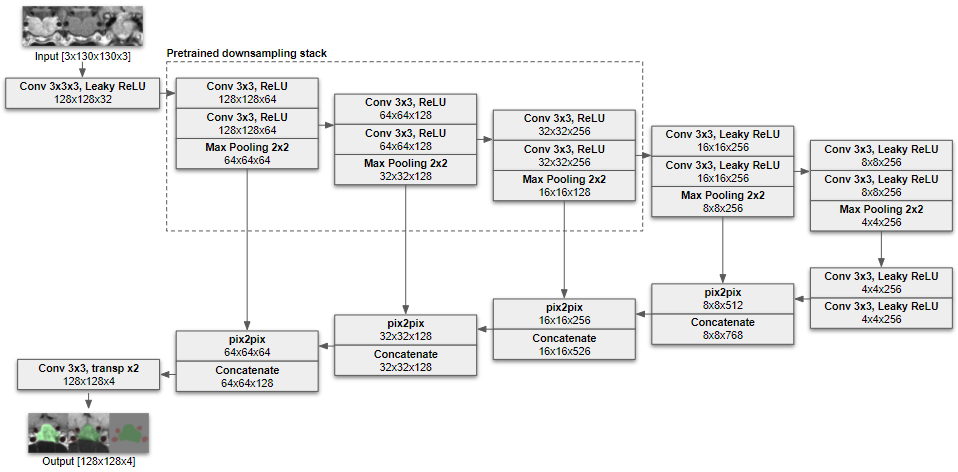 Input [3x130x130x3]
Conv 3x3x3, Leaky ReLU
128x128x32
Pretrained downsampling stack
Conv 3x3, ReLU
128x128x64
Conv 3x3, ReLU
128x128x64
Max Pooling 2x2
64x64x64
Conv 3x3, ReLU
64x64x128
Conv 3x3, ReLU
64x64x128
Max Pooling 2x2
32x32x128
Conv 3x3, ReLU
32x32x256
Conv 3x3, ReLU
32x32x256
Max Pooling 2x2
16x16x128
Conv 3x3, Leaky ReLU
16x16x256
Conv 3x3, Leaky ReLU
16x16x256
Max Pooling 2x2
8x8x256
Conv 3x3, Leaky ReLU
8x8x256
Conv 3x3, Leaky ReLU
8x8x256
Max Pooling 2x2
4x4x256
Conv 3x3, Leaky ReLU
4x4x256
Conv 3x3, Leaky ReLU
4x4x256
pix2pix
8x8x512
Concatenate
8x8x768
pix2pix
16x16x256
Concatenate
16x16x526
pix2pix
32x32x128
Concatenate
32x32x128
pix2pix
64x64x64
Concatenate
64x64x128
Conv 3x3, transp x2
128x128x4
Output [128x128x4]